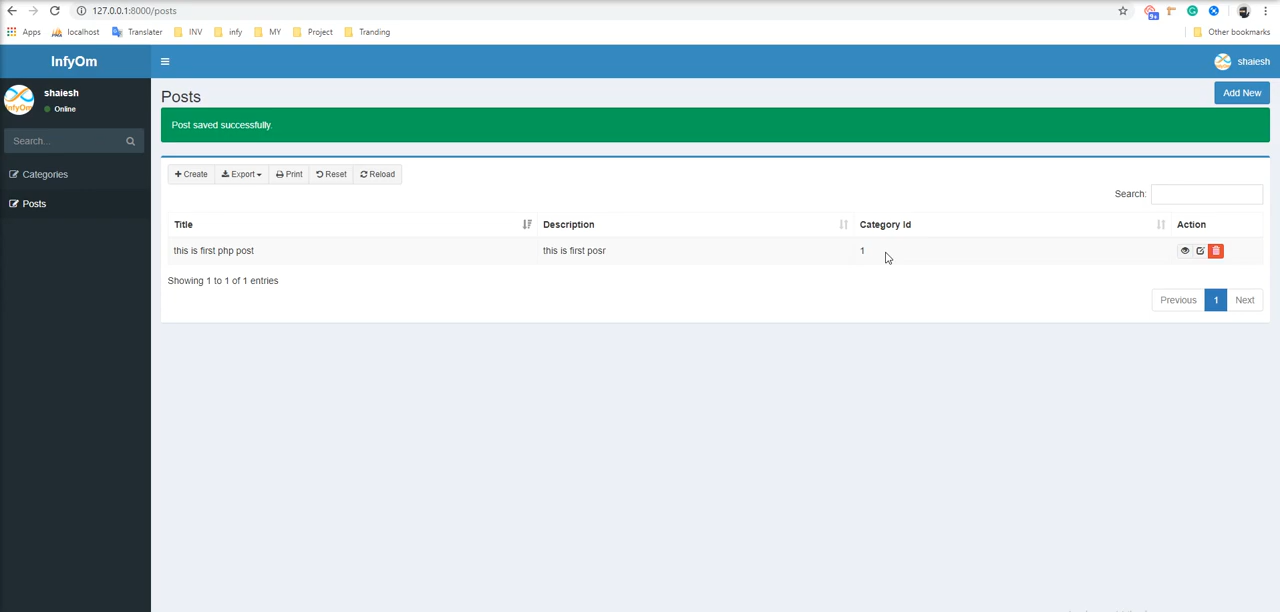 127.0.0.1:8000/posts
9+
Apps localhost Translater INV infy MY Project Tranding Other bookmarks
InfyOm shaiesh
InfyOm shaiesh
Online
Posts Add New
Search...
Post saved successfully.
Categories
Posts
Create Export Print Reset Reload
Search:
Title Description Category Id Action
this is first php post this is first posr 1
Showing 1 to 1 of 1 entries
Previous 1 Next